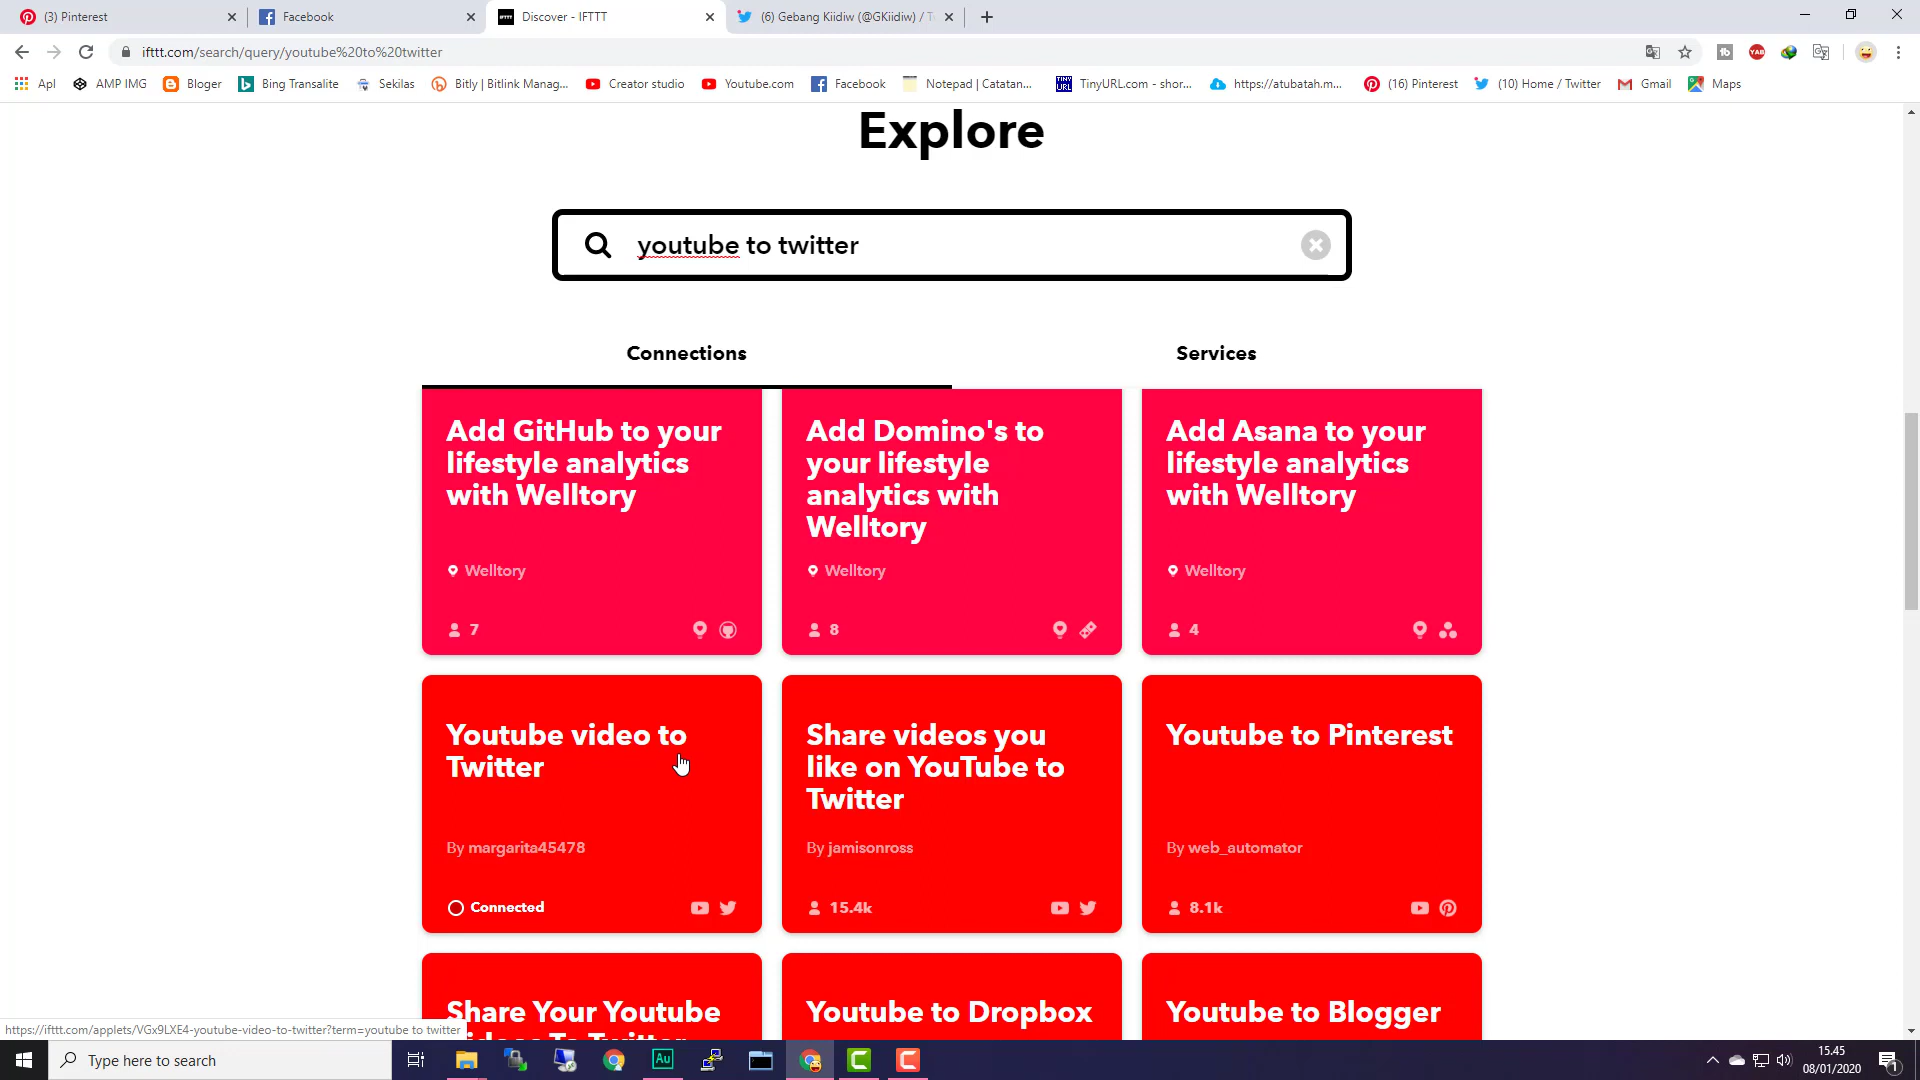 (3) Pinterest
Facebook
Discover - IFTTT
(6) Gebang Kiidiw (@GKiidiw) / T
ifttt.com/search/query/youtube%20to%20twitter
Apl
AMP IMG
Bloger
Bing Transalite
Sekilas
Bitly | Bitlink Manag...
Creator studio
Youtube.com
Facebook
Notepad | Catatan...
TinyURL.com - shor...
https://atubatah.m...
(16) Pinterest
(10) Home / Twitter
Gmail
Maps
Explore
youtube to twitter
Connections
Services
Add GitHub to your
lifestyle analytics
with Welltory
Welltory
7
Add Domino's to
your lifestyle
analytics with
Welltory
Welltory
8
Add Asana to your
lifestyle analytics
with Welltory
Welltory
4
Youtube video to
Twitter
By margarita45478
Connected
Share videos you
like on YouTube to
Twitter
By jamisonross
15.4k
Youtube to Pinterest
By web_automator
8.1k
Share Your Youtube
Videos To Twitter
Youtube to Dropbox
Youtube to Blogger
https://ifttt.com/applets/VGx9LXE4-youtube-video-to-twitter?term=youtube to twitter
Type here to search
15.45
08/01/2020